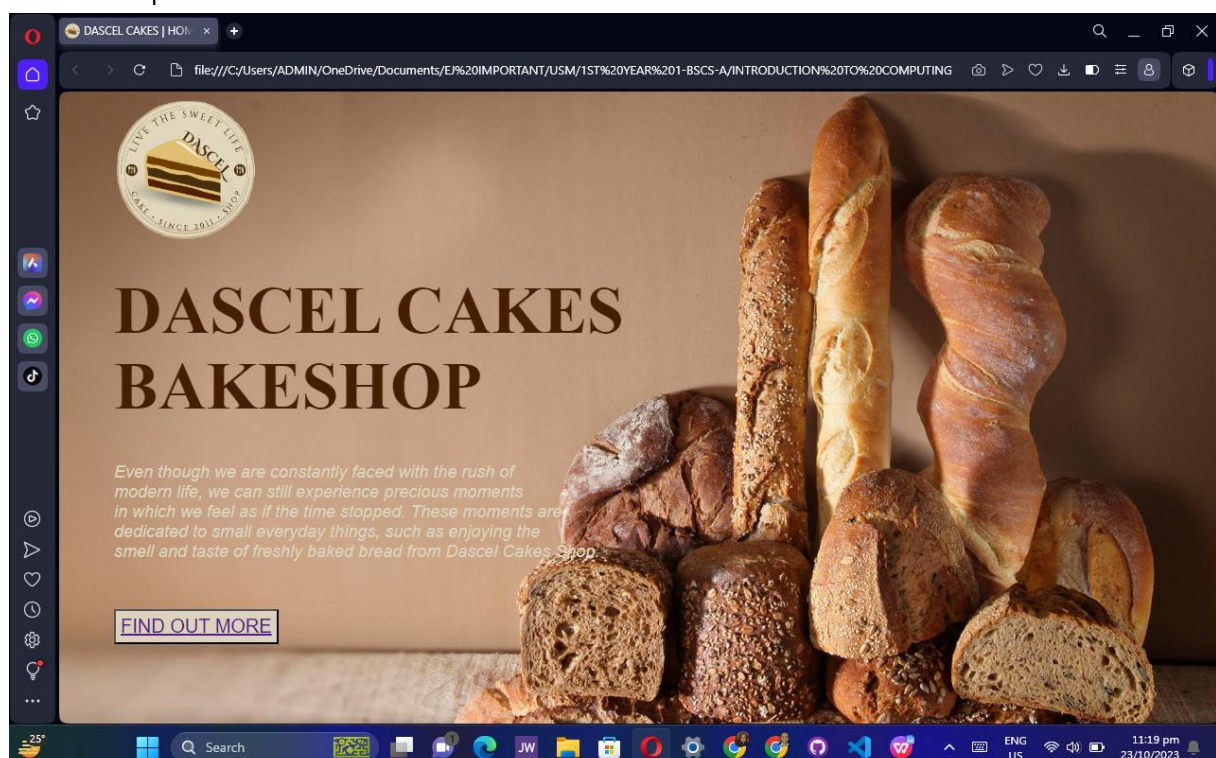 DASCEL CAKES | HOM
file:///C:/Users/ADMIN/OneDrive/Documents/EJ%20IMPORTANT/USM/1ST%20YEAR%201-BSCS-A/INTRODUCTION%20TO%20COMPUTING
LIVE THE SWEET LIFE
DASCEL
CAKE • SINCE 2011 • SHOP
DASCEL CAKES
BAKESHOP
Even though we are constantly faced with the rush of
modern life, we can still experience precious moments
in which we feel as if the time stopped. These moments are
dedicated to small everyday things, such as enjoying the
smell and taste of freshly baked bread from Dascel Cakes Shop.
FIND OUT MORE
25°
Search
JW
1
ENG
US
11:19 pm
23/10/2023